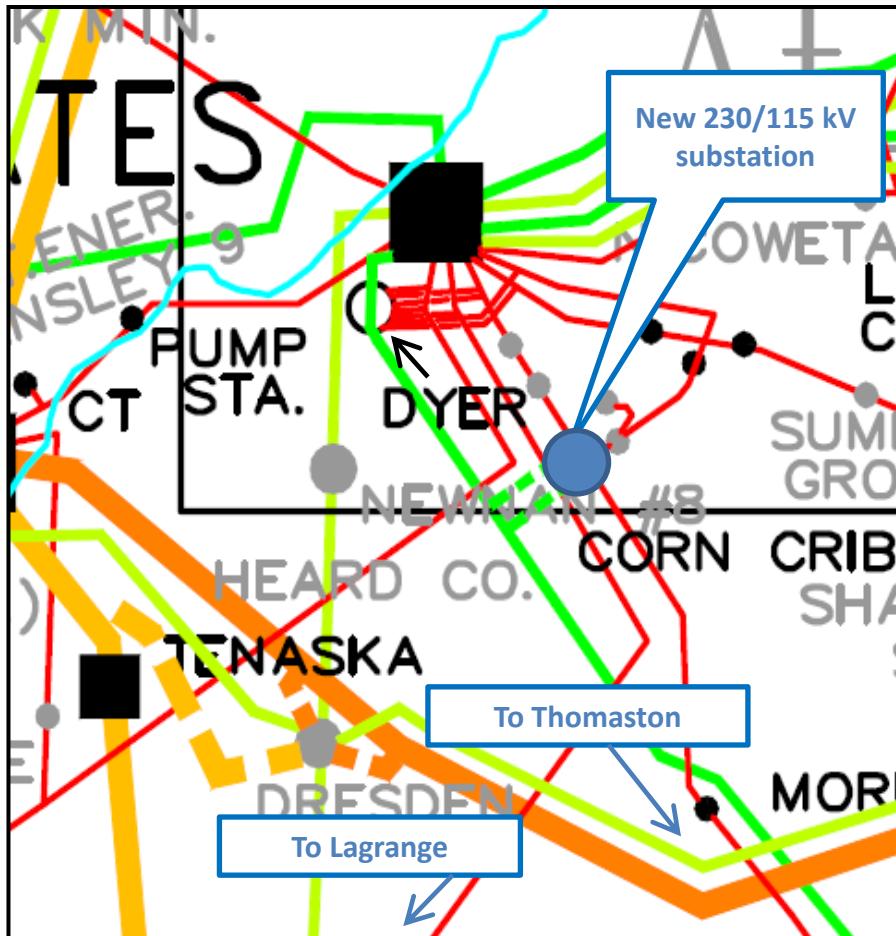 K MIN.
ATES
New 230/115 kV
substation
T.ENER.
NSLEY 9
N COWETA
L
C
PUMP
STA.
CT
DYER
SUM
GRO
NEWNAN #8
CORN CRIB
HEARD CO.
SHA
)
TENASKA
To Thomaston
E
DRESDEN
MOR
To Lagrange